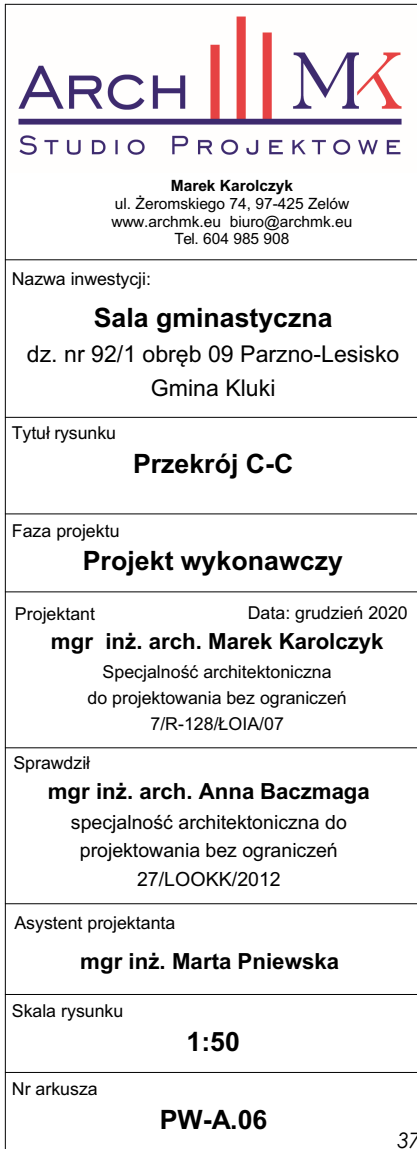 ARCH MK
STUDIO PROJEKTOWE
Marek Karolczyk
ul. Żeromskiego 74, 97-425 Zelów
www.archmk.eu biuro@archmk.eu
Tel. 604 985 908
Nazwa inwestycji:
Sala gminastyczna
dz. nr 92/1 obręb 09 Parzno-Lesisko
Gmina Kluki
Tytuł rysunku
Przekrój C-C
Faza projektu
Projekt wykonawczy
Projektant Data: grudzień 2020
mgr inż. arch. Marek Karolczyk
Specjalność architektoniczna
do projektowania bez ograniczeń
7/R-128/ŁOIA/07
Sprawdził
mgr inż. arch. Anna Baczmaga
specjalność architektoniczna do
projektowania bez ograniczeń
27/LOOKK/2012
Asystent projektanta
mgr inż. Marta Pniewska
Skala rysunku
1:50
Nr arkusza
PW-A.06
37